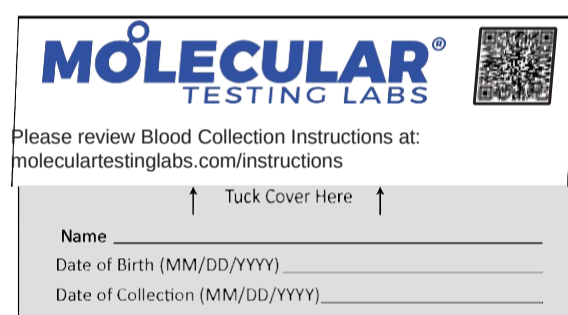 MOLECULAR®
TESTING LABS
Please review Blood Collection Instructions at:
moleculartestinglabs.com/instructions
Tuck Cover Here
Name
Date of Birth (MM/DD/YYYY)
Date of Collection (MM/DD/YYYY)